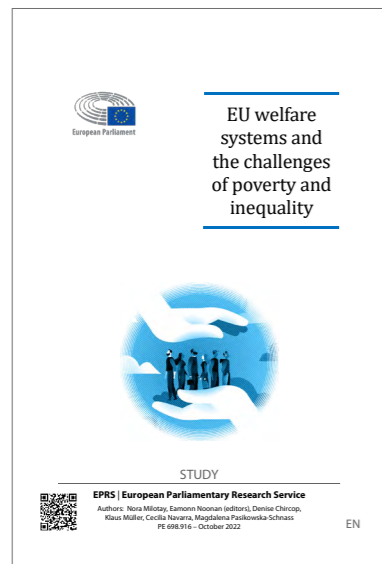 European Parliament
EU welfare
systems and
the challenges
of poverty and
inequality
STUDY
EPRS | European Parliamentary Research Service
Authors: Nora Milotay, Eamonn Noonan (editors), Denise Chircop,
Klaus Müller, Cecilia Navarra, Magdalena Pasikowska-Schnass
PE 698.916 – October 2022
EN